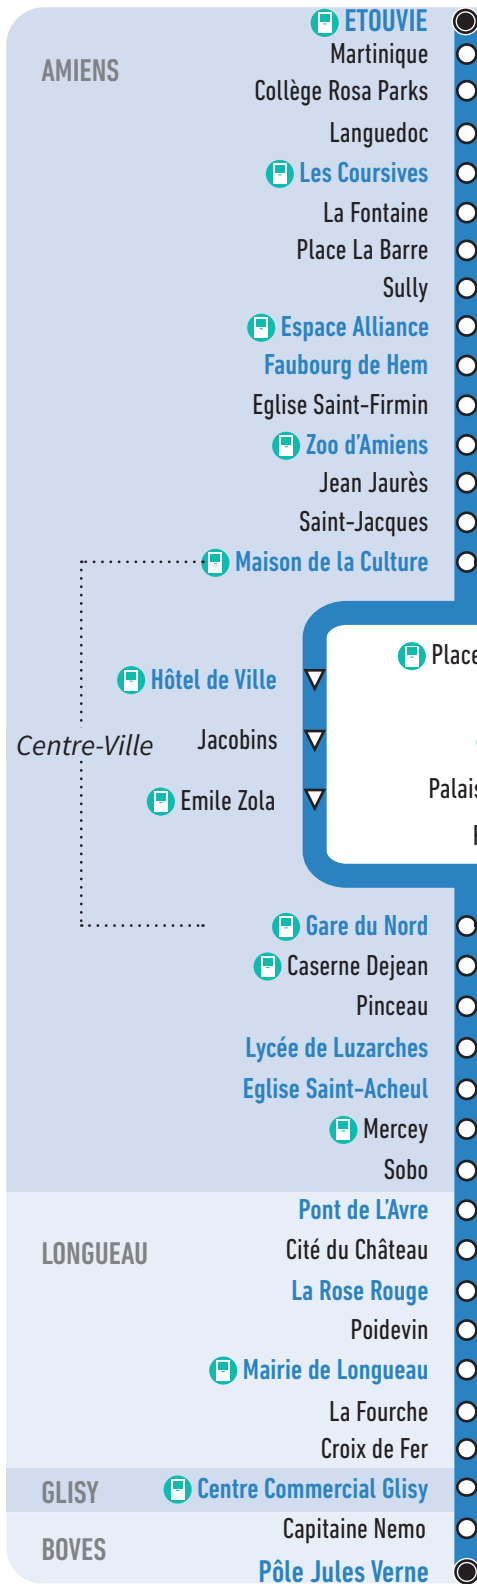 ETOUVIE
AMIENS
Martinique
Collège Rosa Parks
Languedoc
Les Coursives
La Fontaine
Place La Barre
Sully
Espace Alliance
Faubourg de Hem
Eglise Saint-Firmin
Zoo d'Amiens
Jean Jaurès
Saint-Jacques
Maison de la Culture
Place
Hôtel de Ville
Centre-Ville
Jacobins
Palais
Emile Zola
Gare du Nord
Caserne Dejean
Pinceau
Lycée de Luzarches
Eglise Saint-Acheul
Mercey
Sobo
Pont de L'Avre
LONGUEAU
Cité du Château
La Rose Rouge
Poidevin
Mairie de Longueau
La Fourche
Croix de Fer
GLISY
Centre Commercial Glisy
Capitaine Nemo
BOVES
Pôle Jules Verne